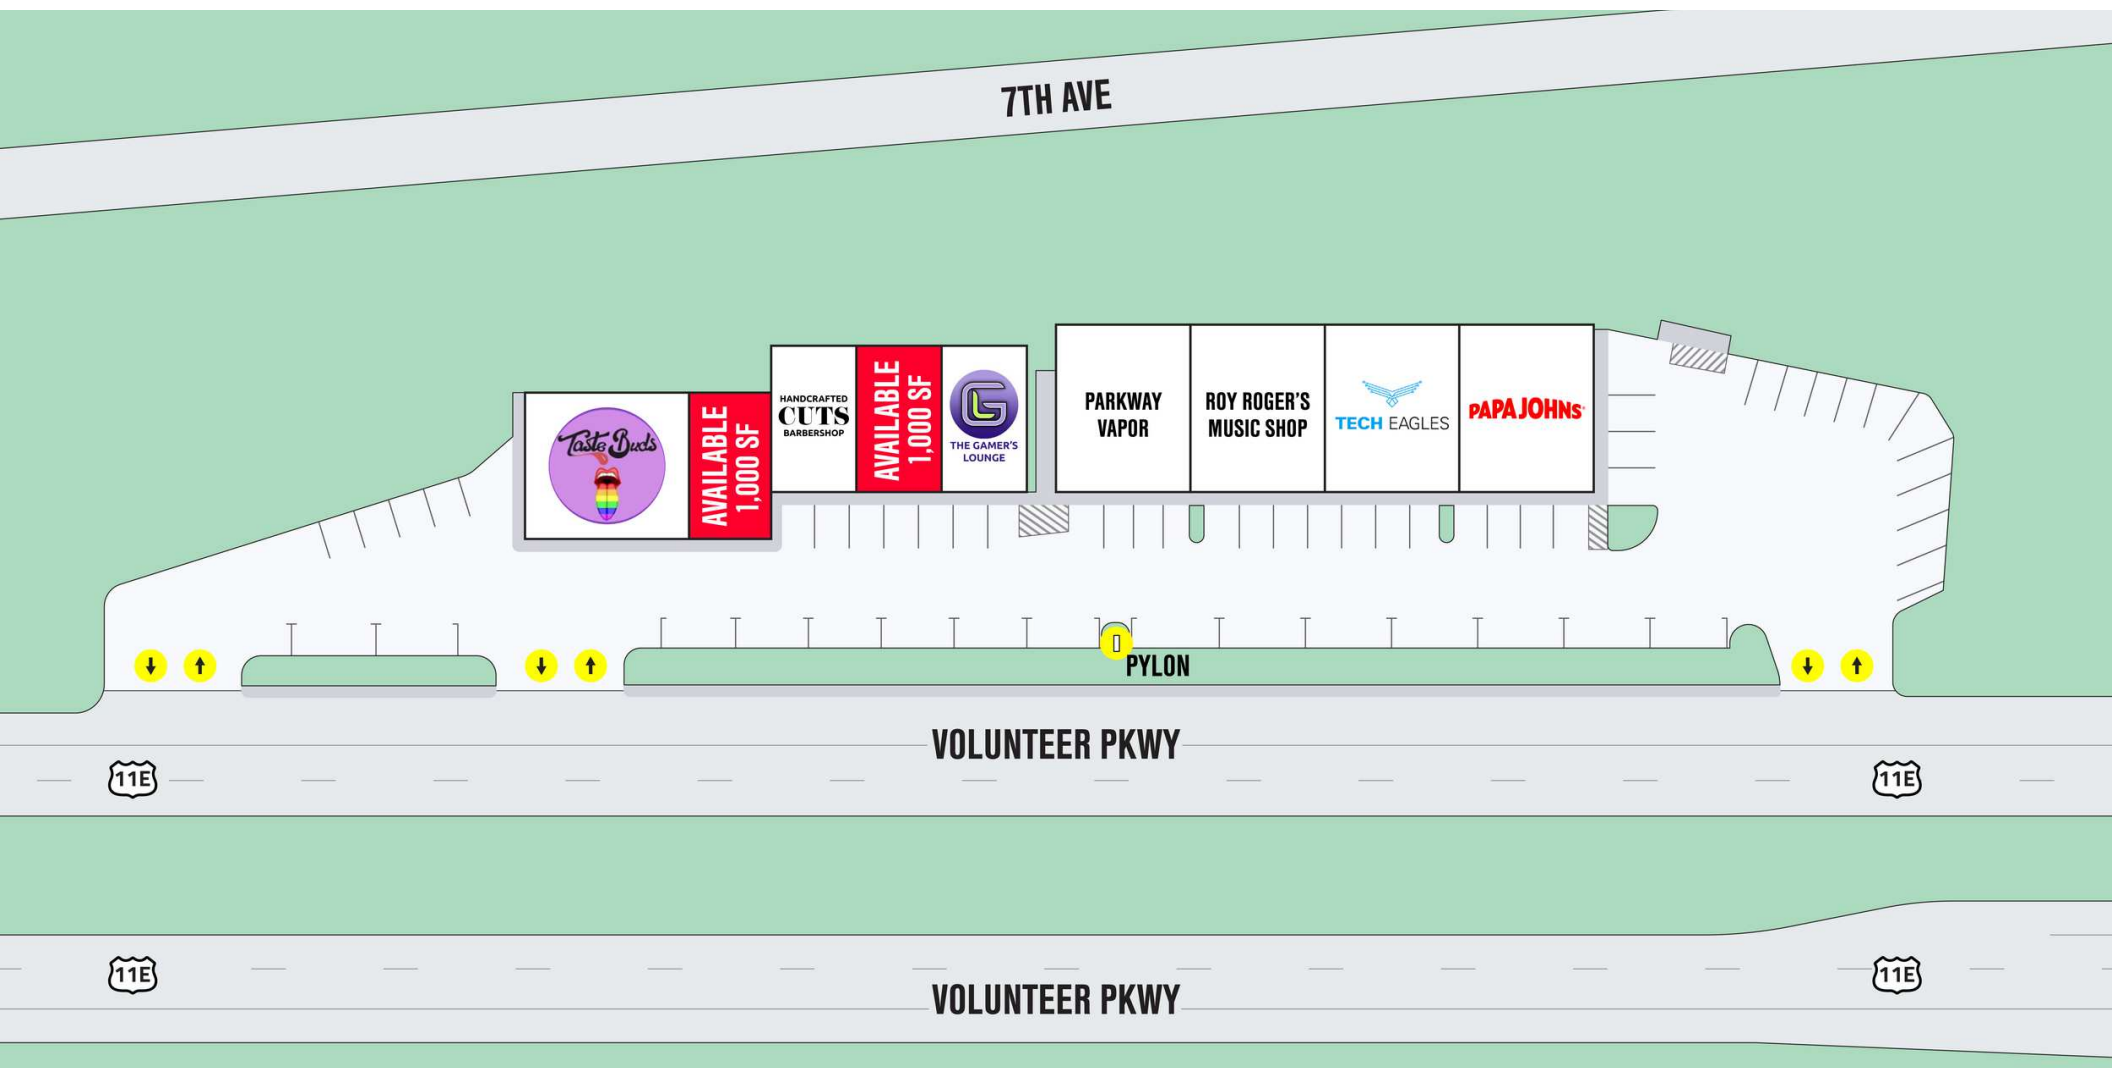 7TH AVE
Taste Buds
AVAILABLE
1,000 SF
HANDCRAFTED
CUTS
BARBERSHOP
AVAILABLE
1,000 SF
G
THE GAMER'S
LOUNGE
PARKWAY
VAPOR
ROY ROGER'S
MUSIC SHOP
TECH EAGLES
PAPA JOHNS
PYLON
VOLUNTEER PKWY
11E
11E
11E
11E
VOLUNTEER PKWY